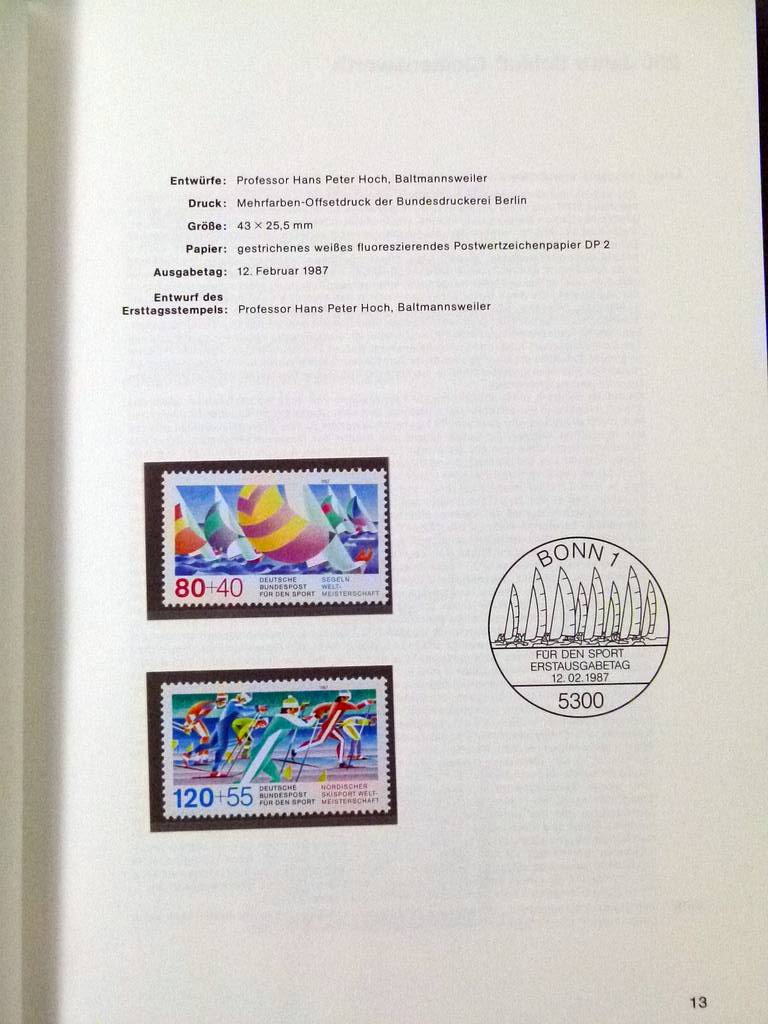 Entwürfe: Professor Hans Peter Hoch, Baltmannsweiler
Druck: Mehrfarben-Offsetdruck der Bundesdruckerei Berlin
Größe: 43 × 25,5 mm
Papier: gestrichenes weißes fluoreszierendes Postwertzeichenpapier DP 2
Ausgabetag: 12. Februar 1987
Entwurf des
Ersttagsstempels: Professor Hans Peter Hoch, Baltmannsweiler
1987
80+40
DEUTSCHE
BUNDESPOST
FÜR DEN SPORT
SEGELN
WELT-
MEISTERSCHAFT
BONN 1
FÜR DEN SPORT
ERSTAUSGABETAG
12.02.1987
5300
1987
120+55
DEUTSCHE
BUNDESPOST
FÜR DEN SPORT
NORDISCHER
SKISPORT WELT-
MEISTERSCHAFT
13